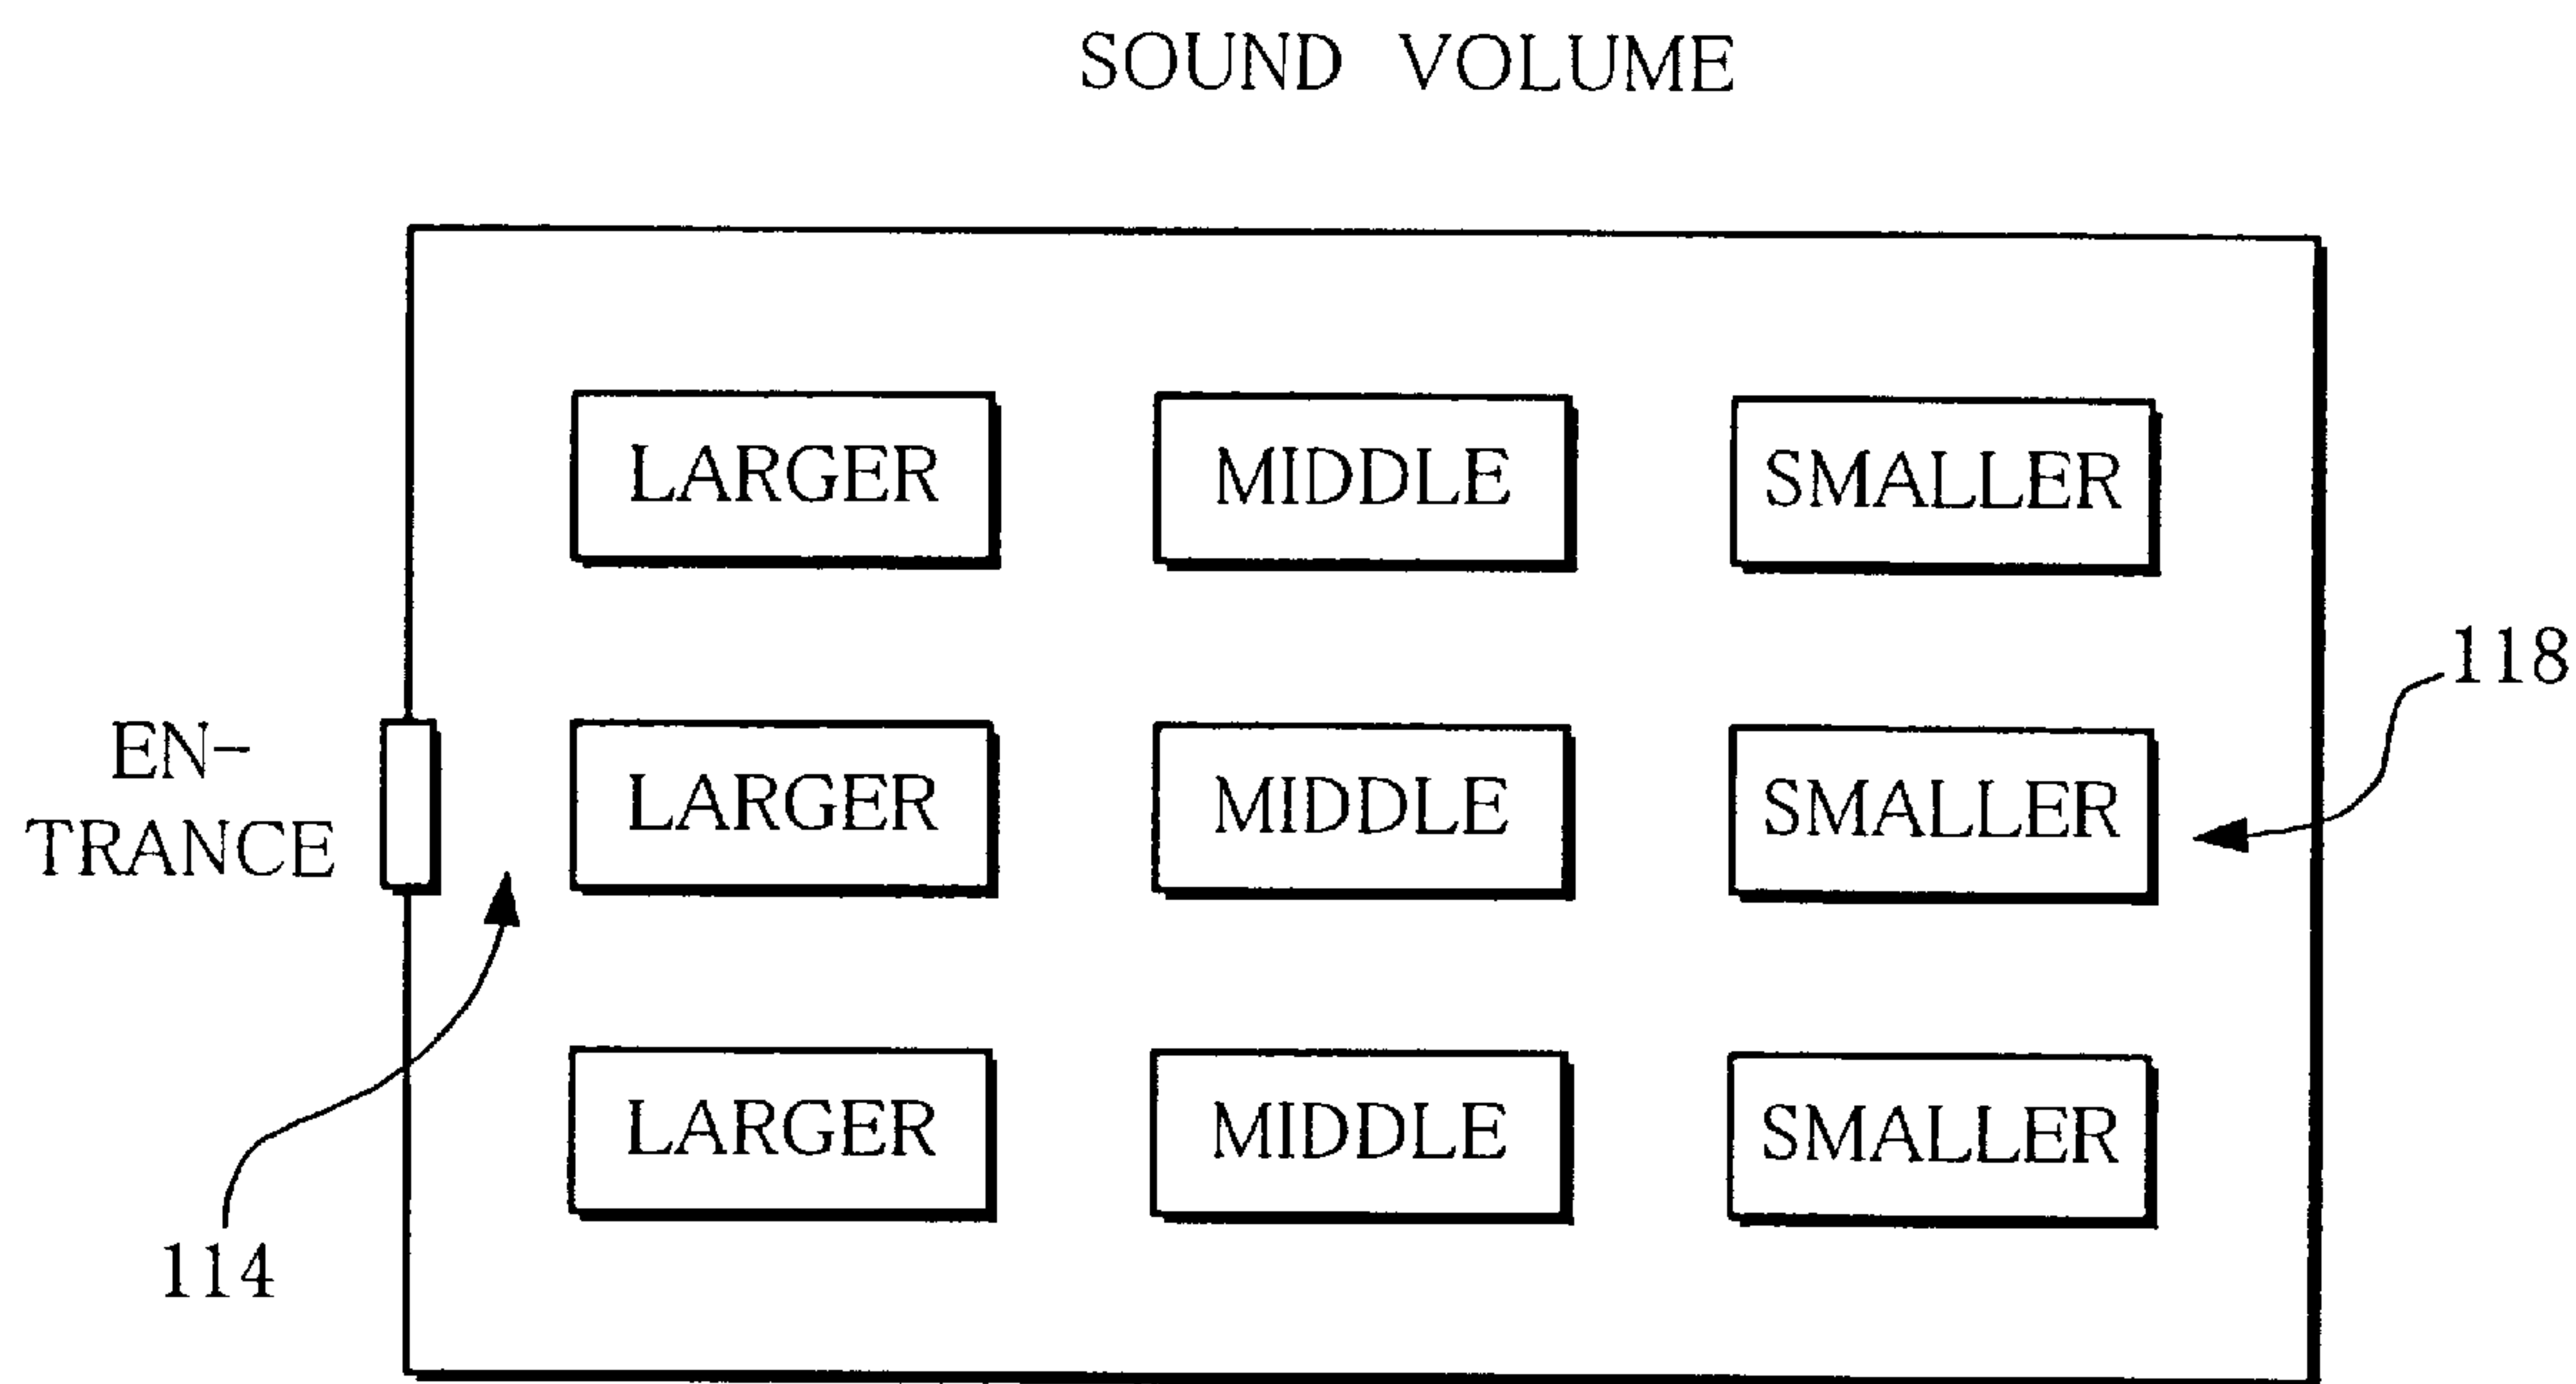 SOUND VOLUME
LARGER MIDDLE SMALLER
118
EN-
TRANCE
LARGER MIDDLE SMALLER
LARGER MIDDLE SMALLER
114